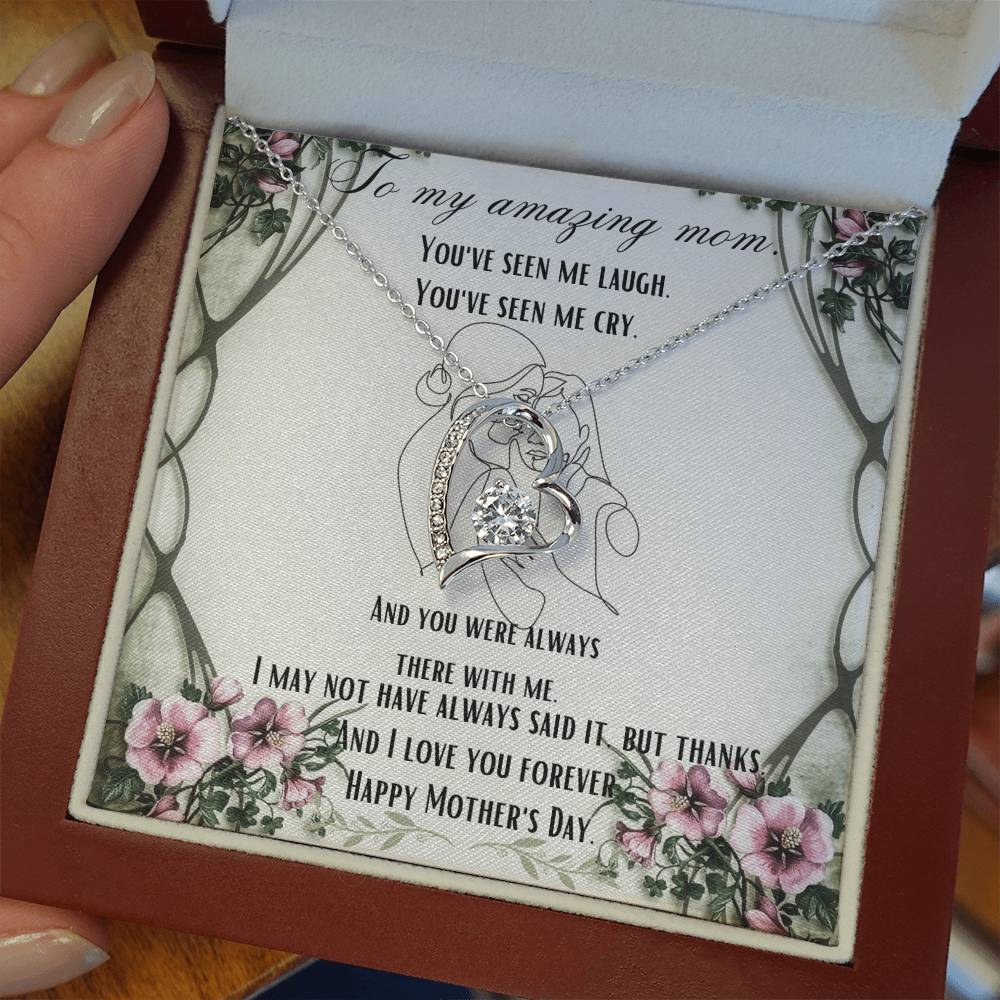 To my amazing mom.
You've seen me laugh.
You've seen me cry.
And you were always
there with me.
I may not have always said it, but thanks.
And I love you forever.
Happy Mother's Day.